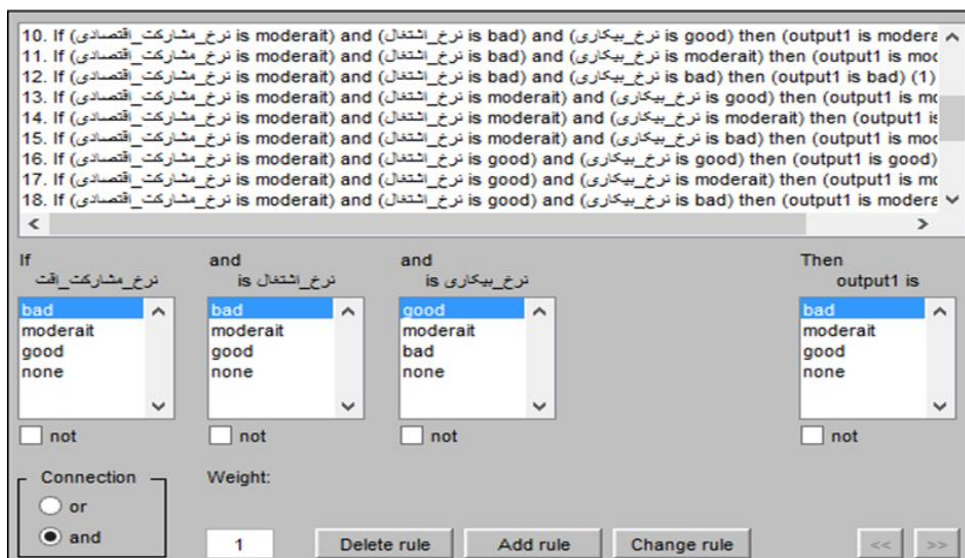 10. If (نرخ_مشارکت_اقتصادی is moderait) and (نرخ_اشتغال is bad) and (نرخ_بیکاری is good) then (output1 is modera
11. If (نرخ_مشارکت_اقتصادی is moderait) and (نرخ_اشتغال is bad) and (نرخ_بیکاری is moderait) then (output1 is mod
12. If (نرخ_مشارکت_اقتصادی is moderait) and (نرخ_اشتغال is bad) and (نرخ_بیکاری is bad) then (output1 is bad) (1)
13. If (نرخ_مشارکت_اقتصادی is moderait) and (نرخ_اشتغال is moderait) and (نرخ_بیکاری is good) then (output1 is mo
14. If (نرخ_مشارکت_اقتصادی is moderait) and (نرخ_اشتغال is moderait) and (نرخ_بیکاری is moderait) then (output1 is
15. If (نرخ_مشارکت_اقتصادی is moderait) and (نرخ_اشتغال is moderait) and (نرخ_بیکاری is bad) then (output1 is mod
16. If (نرخ_مشارکت_اقتصادی is moderait) and (نرخ_اشتغال is good) and (نرخ_بیکاری is good) then (output1 is good)
17. If (نرخ_مشارکت_اقتصادی is moderait) and (نرخ_اشتغال is good) and (نرخ_بیکاری is moderait) then (output1 is mo
18. If (نرخ_مشارکت_اقتصادی is moderait) and (نرخ_اشتغال is good) and (نرخ_بیکاری is bad) then (output1 is modera
If and and Then
نرخ_مشارکت_اقت نرخ_اشتغال is نرخ_بیکاری is output1 is
bad bad good bad
moderait moderait moderait moderait
good good bad good
none none none none
not not not not
Connection Weight:
or
and 1 Delete rule Add rule Change rule << >>